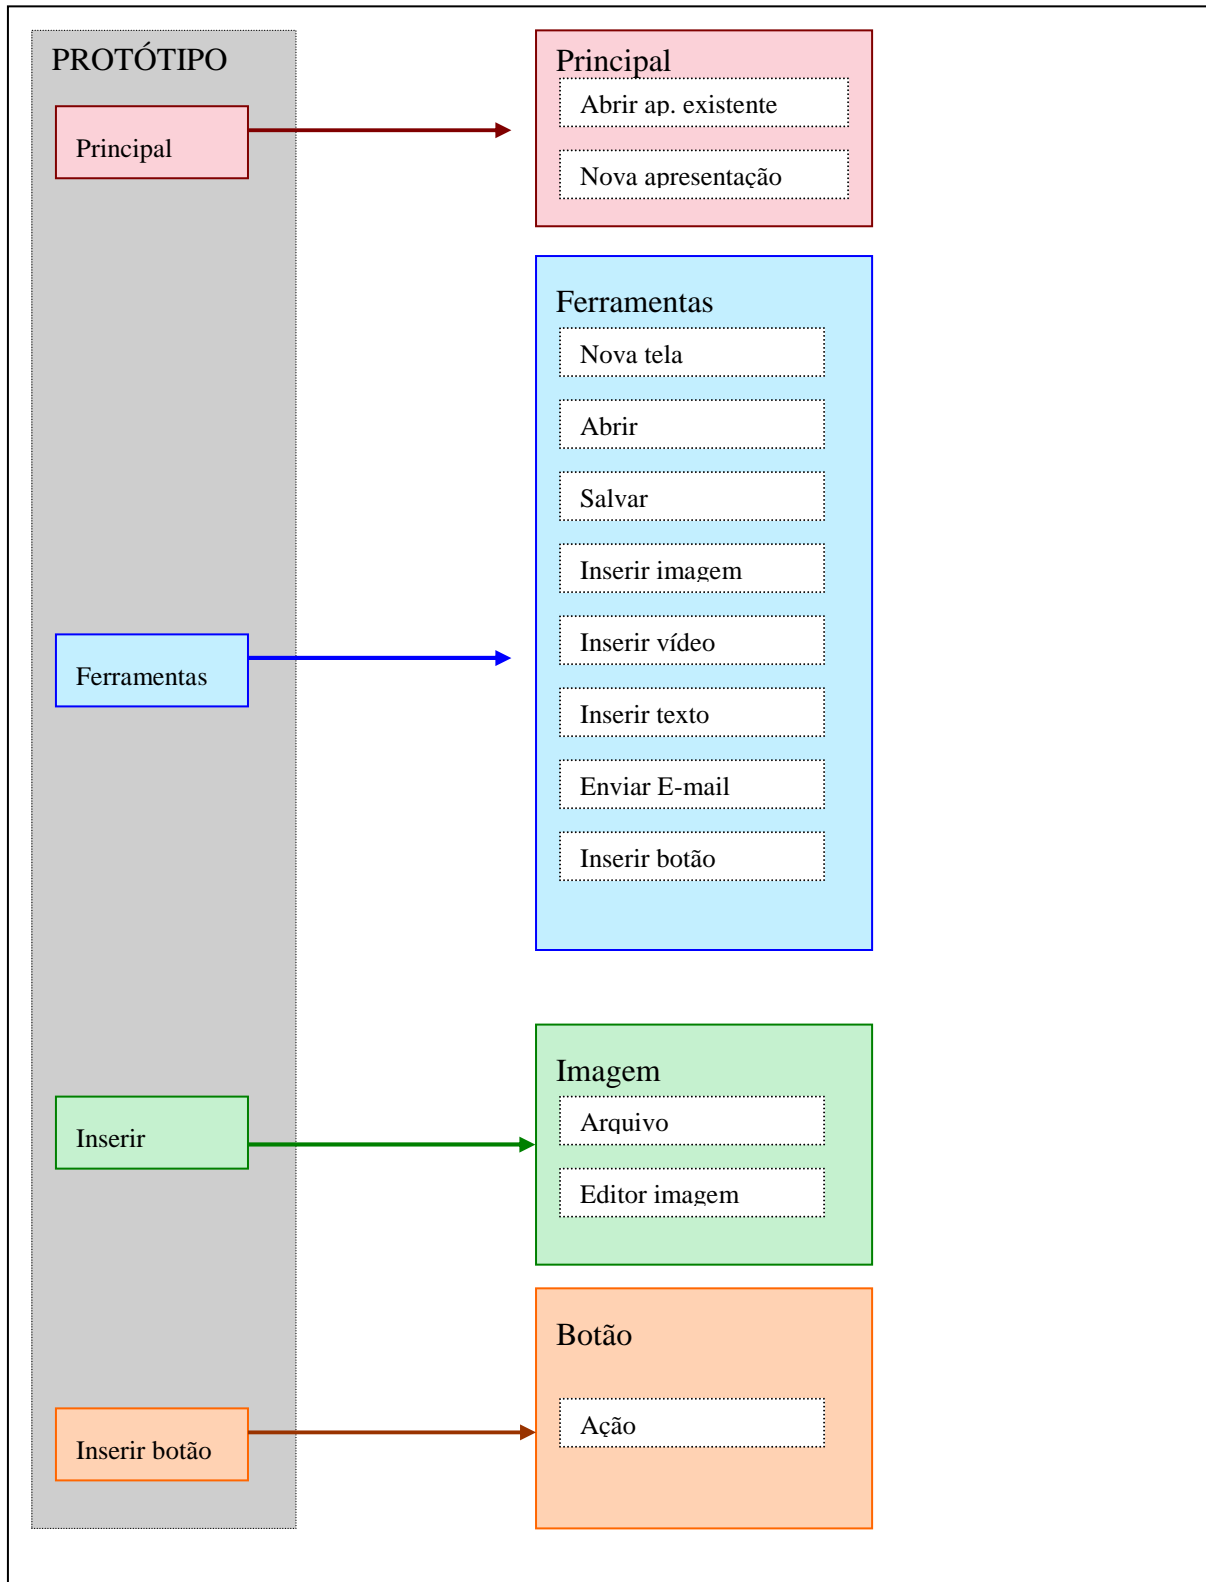 PROTÓTIPO
Principal
Ferramentas
Inserir
Inserir botão
Principal
Abrir ap. existente
Nova apresentação
Ferramentas
Nova tela
Abrir
Salvar
Inserir imagem
Inserir vídeo
Inserir texto
Enviar E-mail
Inserir botão
Imagem
Arquivo
Editor imagem
Botão
Ação